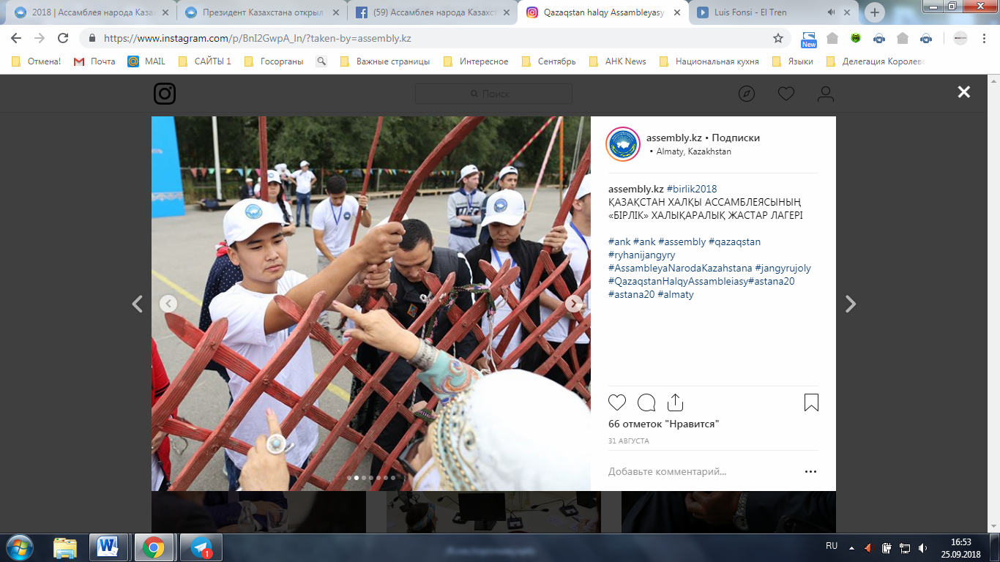 2018 | Ассамблея народа Каза
Президент Казахстана открыл
(59) Ассамблея народа Казахст
Qazaqstan halqy Assambleyasy
Luis Fonsi - El Tren
https://www.instagram.com/p/BnI2GwpA_ln/?taken-by=assembly.kz
New
Отмена!
Почта
MAIL
САЙТЫ 1
Госорганы
Важные страницы
Интересное
Сентябрь
АНК News
Национальная кухня
Языки
Делегация Королевс
Поиск
assembly.kz • Подписки
• Almaty, Kazakhstan
assembly.kz #birlik2018
ҚАЗАҚСТАН ХАЛҚЫ АССАМБЛЕЯСЫНЫҢ
«БІРЛІК» ХАЛЫҚАРАЛЫҚ ЖАСТАР ЛАГЕРІ
#ank #ank #assembly #qazaqstan
#ryhanijangyry
#AssambleyaNarodaKazahstana #jangyrujoly
#QazaqstanHalqyAssambleiasy#astana20
#astana20 #almaty
66 отметок "Нравится"
31 АВГУСТА
Добавьте комментарий...
1
RU
16:53
25.09.2018